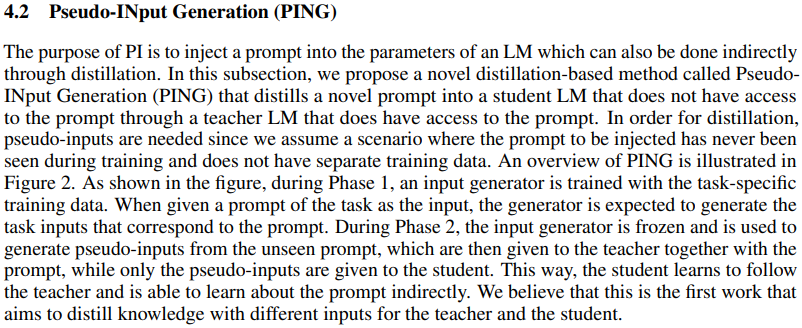 4.2 Pseudo-INput Generation (PING)
The purpose of PI is to inject a prompt into the parameters of an LM which can also be done indirectly
through distillation. In this subsection, we propose a novel distillation-based method called Pseudo-
INput Generation (PING) that distills a novel prompt into a student LM that does not have access
to the prompt through a teacher LM that does have access to the prompt. In order for distillation,
pseudo-inputs are needed since we assume a scenario where the prompt to be injected has never been
seen during training and does not have separate training data. An overview of PING is illustrated in
Figure 2. As shown in the figure, during Phase 1, an input generator is trained with the task-specific
training data. When given a prompt of the task as the input, the generator is expected to generate the
task inputs that correspond to the prompt. During Phase 2, the input generator is frozen and is used to
generate pseudo-inputs from the unseen prompt, which are then given to the teacher together with the
prompt, while only the pseudo-inputs are given to the student. This way, the student learns to follow
the teacher and is able to learn about the prompt indirectly. We believe that this is the first work that
aims to distill knowledge with different inputs for the teacher and the student.